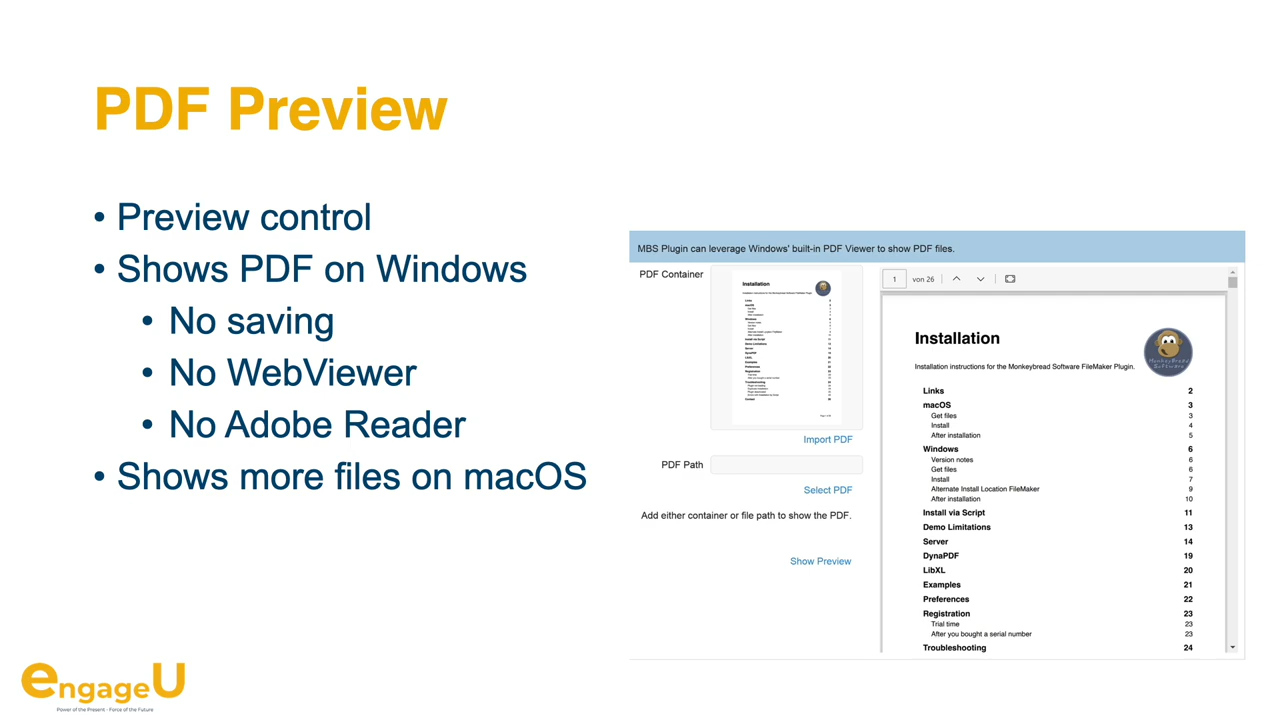 PDF Preview
• Preview control
• Shows PDF on Windows
• No saving
• No WebViewer
• No Adobe Reader
• Shows more files on macOS
MBS Plugin can leverage Windows' built-in PDF Viewer to show PDF files.
PDF Container
Installation
Import PDF
PDF Path
Select PDF
Add either container or file path to show the PDF.
Show Preview
1 von 26
Installation
MonkeyBread
Software
Installation instructions for the Monkeybread Software FileMaker Plugin.
Links 2
macOS 3
Get files 3
Install 4
After installation 5
Windows 6
Version notes 6
Get files 6
Install 7
Alternate Install Location FileMaker 9
After installation 10
Install via Script 11
Demo Limitations 13
Server 14
DynaPDF 19
LibXL 20
Examples 21
Preferences 22
Registration 23
Trial time 23
After you bought a serial number 23
Troubleshooting 24
engageU
Power of the Present - Force of the Future